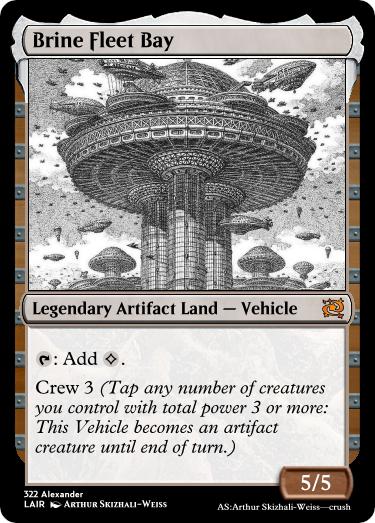 Brine Fleet Bay
Legendary Artifact Land — Vehicle
: Add .
Crew 3 (Tap any number of creatures
you control with total power 3 or more:
This Vehicle becomes an artifact
creature until end of turn.)
5/5
322 Alexander
LAIR Arthur Skizhali-Weiss
AS:Arthur Skizhali-Weiss—crush